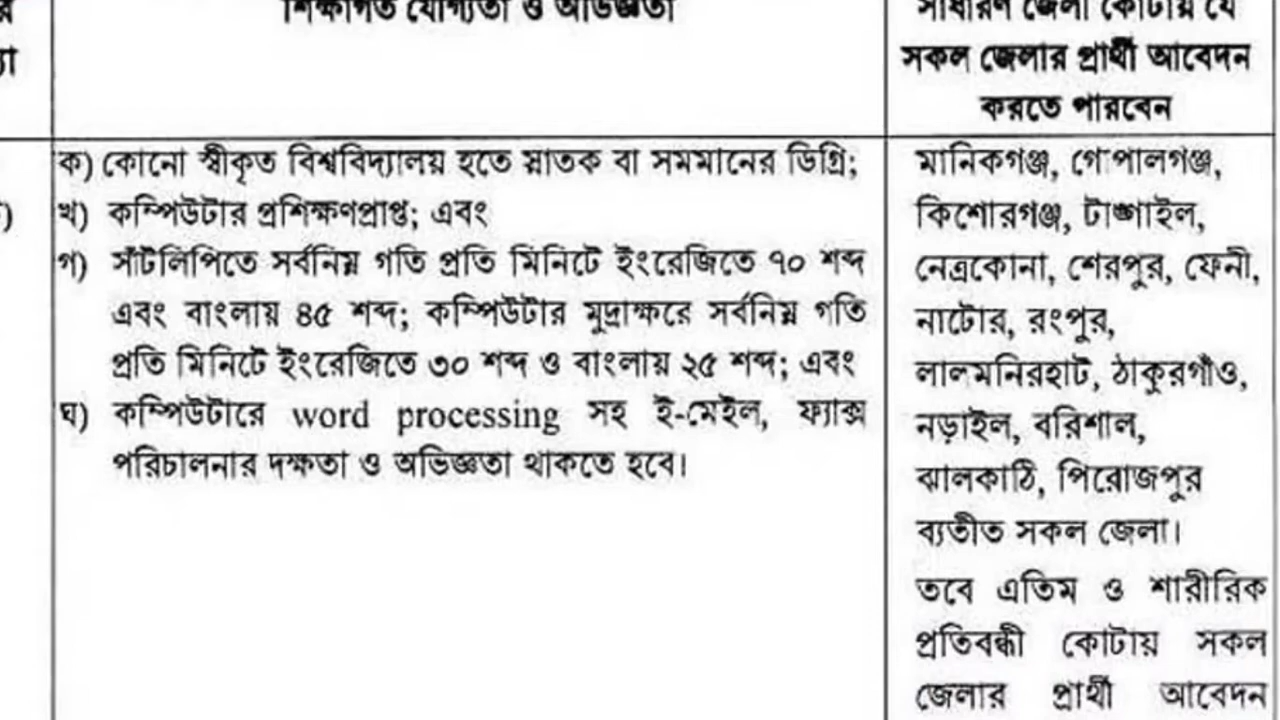 শিক্ষাগত যোগ্যতা ও অভিজ্ঞতা
সাধারণ জেলা কোটায় যে
সকল জেলার প্রার্থী আবেদন
করতে পারবেন
ক) কোনো স্বীকৃত বিশ্ববিদ্যালয় হতে স্নাতক বা সমমানের ডিগ্রি;
খ) কম্পিউটার প্রশিক্ষণপ্রাপ্ত; এবং
গ) সাঁটলিপিতে সর্বনিম্ন গতি প্রতি মিনিটে ইংরেজিতে ৭০ শব্দ
এবং বাংলায় ৪৫ শব্দ; কম্পিউটার মুদ্রাক্ষরে সর্বনিম্ন গতি
প্রতি মিনিটে ইংরেজিতে ৩০ শব্দ ও বাংলায় ২৫ শব্দ; এবং
ঘ) কম্পিউটারে word processing সহ ই-মেইল, ফ্যাক্স
পরিচালনার দক্ষতা ও অভিজ্ঞতা থাকতে হবে।
মানিকগঞ্জ, গোপালগঞ্জ,
কিশোরগঞ্জ, টাঙ্গাইল,
নেত্রকোনা, শেরপুর, ফেনী,
নাটোর, রংপুর,
লালমনিরহাট, ঠাকুরগাঁও,
নড়াইল, বরিশাল,
ঝালকাঠি, পিরোজপুর
ব্যতীত সকল জেলা।
তবে এতিম ও শারীরিক
প্রতিবন্ধী কোটায় সকল
জেলার প্রার্থী আবেদন